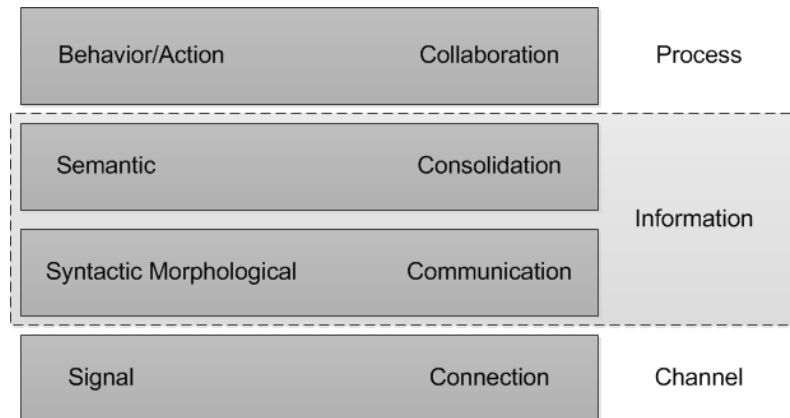 Behavior/Action Collaboration Process
Semantic Consolidation
Information
Syntactic Morphological Communication
Signal Connection Channel